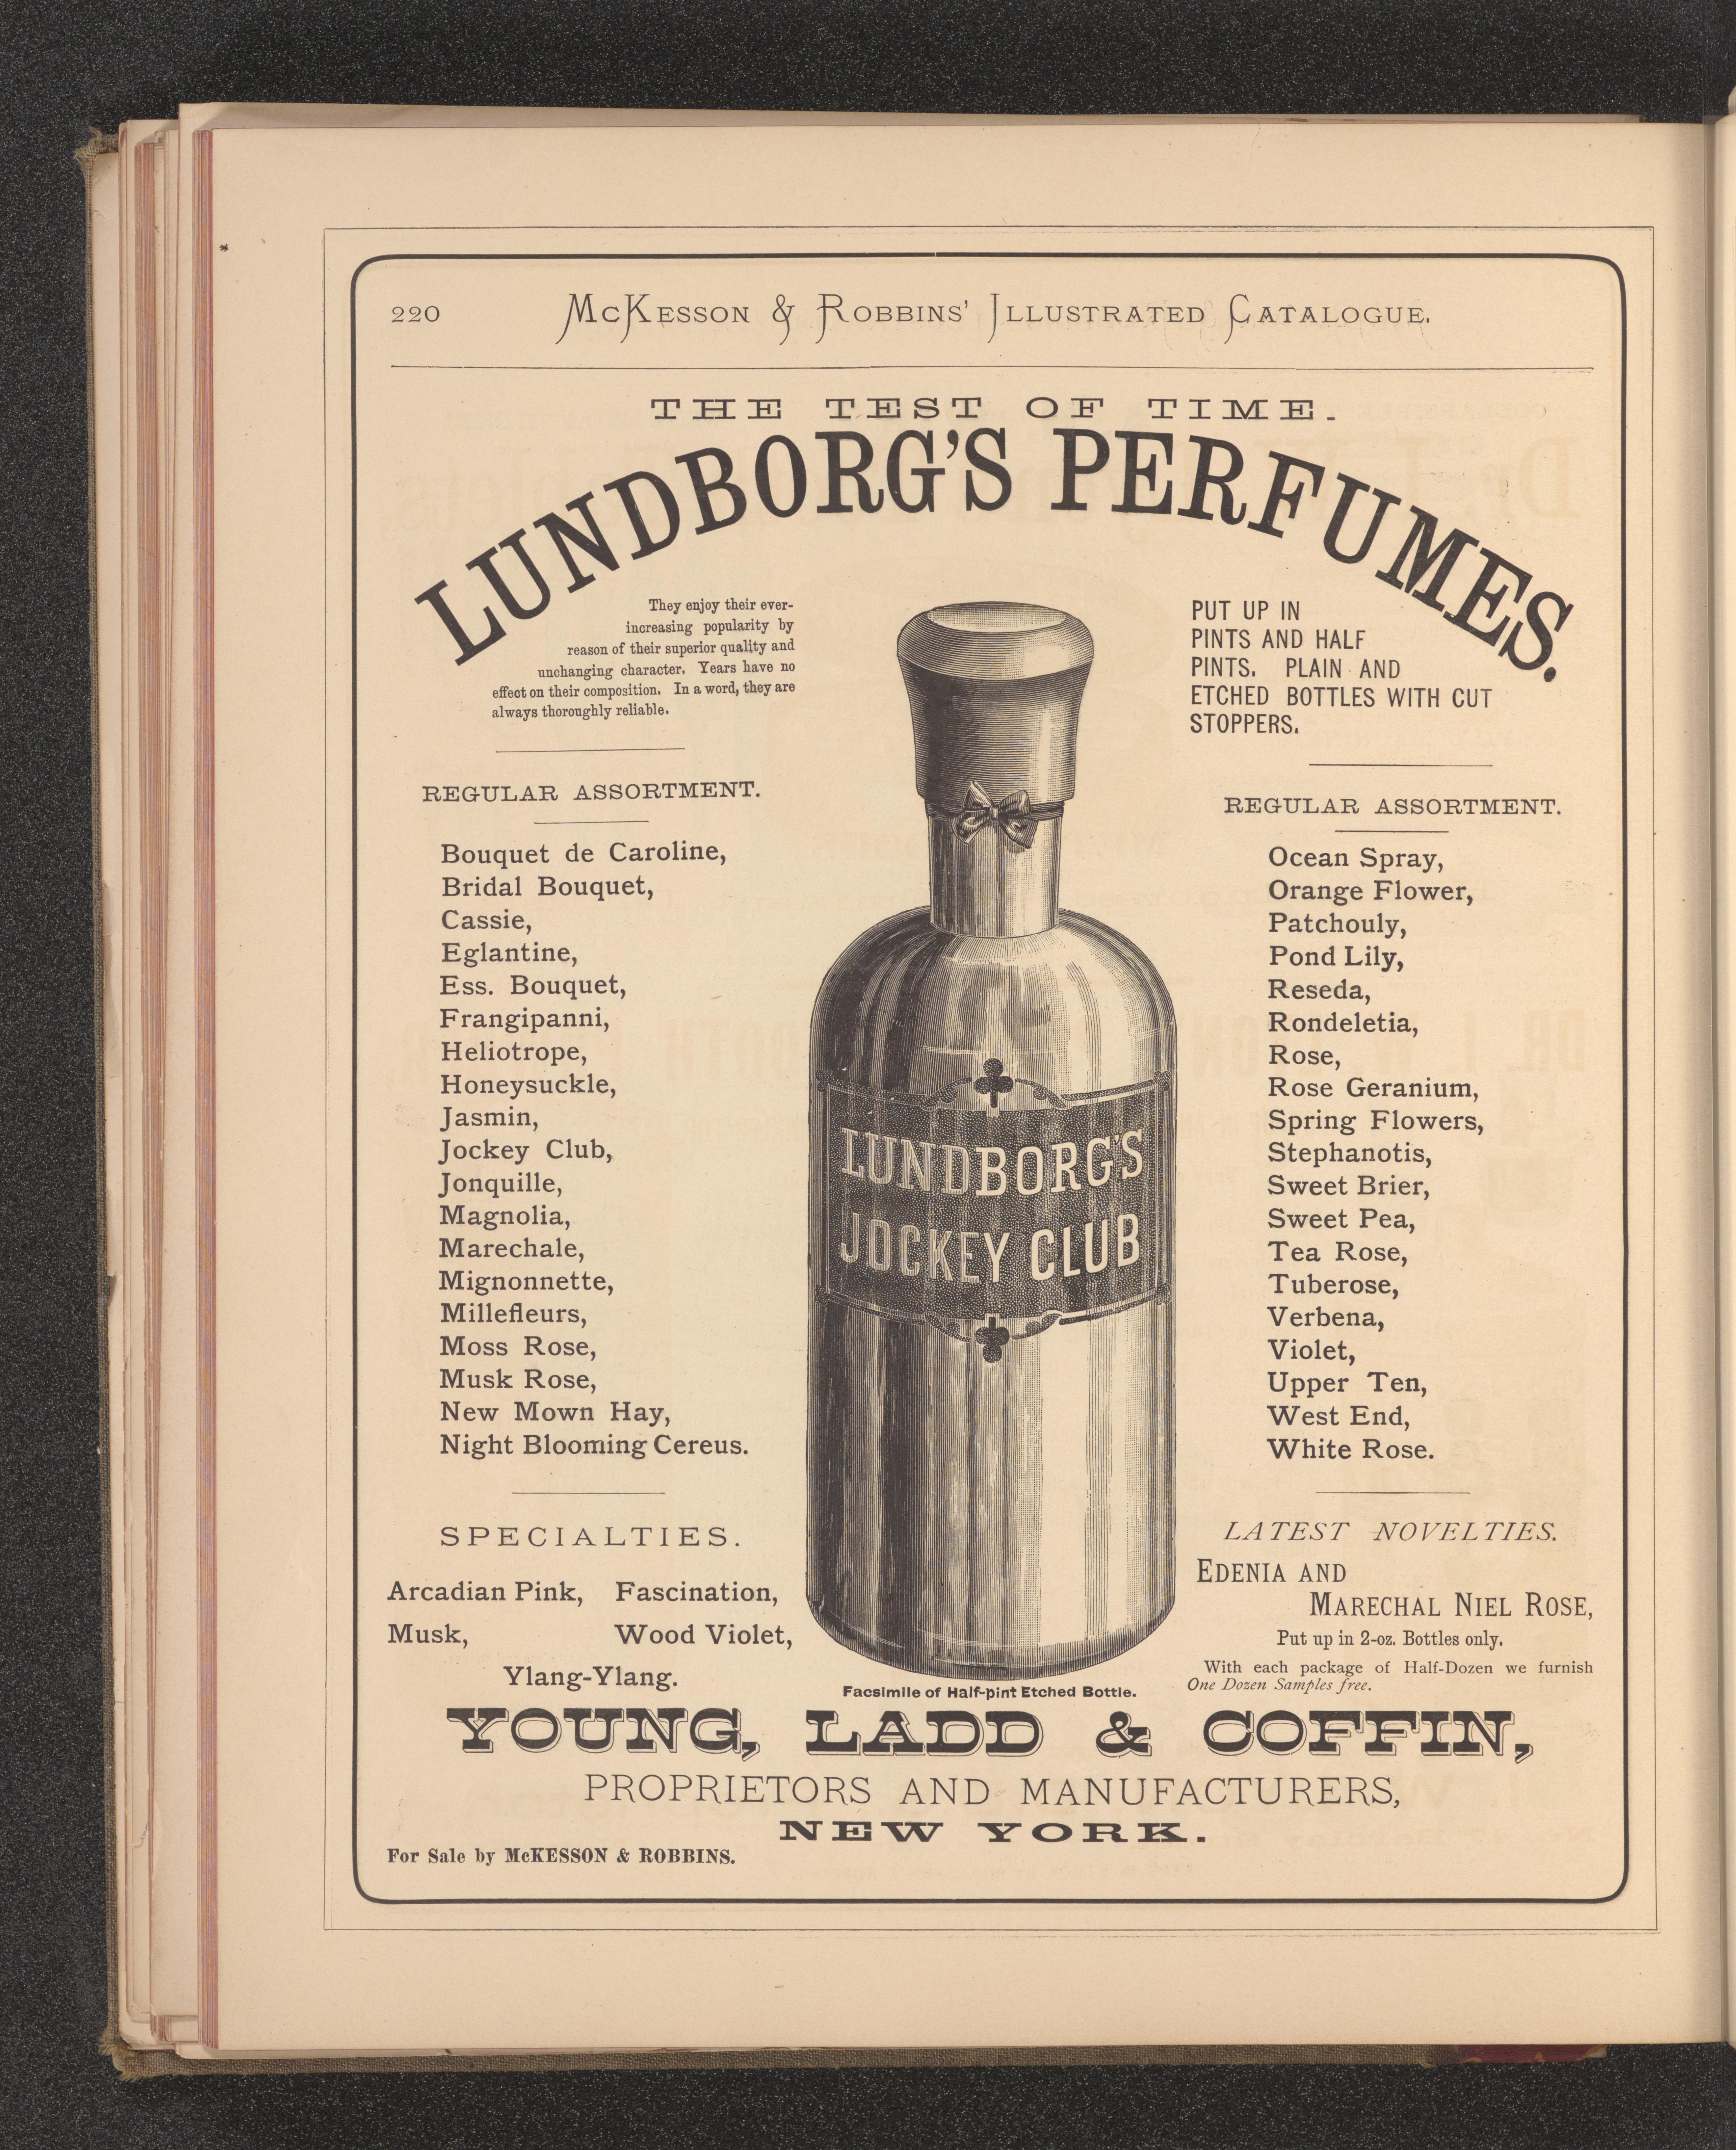 220 McKesson & Robbins' Illustrated Catalogue.
THE TEST OF TIME.
LUNDBORG'S PERFUMES.
They enjoy their ever-
increasing popularity by
reason of their superior quality and
unchanging character. Years have no
effect on their composition. In a word, they are
always thoroughly reliable.
PUT UP IN
PINTS AND HALF
PINTS. PLAIN AND
ETCHED BOTTLES WITH CUT
STOPPERS.
REGULAR ASSORTMENT.
Bouquet de Caroline,
Bridal Bouquet,
Cassie,
Eglantine,
Ess. Bouquet,
Frangipanni,
Heliotrope,
Honeysuckle,
Jasmin,
Jockey Club,
Jonquille,
Magnolia,
Marechale,
Mignonnette,
Millefleurs,
Moss Rose,
Musk Rose,
New Mown Hay,
Night Blooming Cereus.
REGULAR ASSORTMENT.
Ocean Spray,
Orange Flower,
Patchouly,
Pond Lily,
Reseda,
Rondeletia,
Rose,
Rose Geranium,
Spring Flowers,
Stephanotis,
Sweet Brier,
Sweet Pea,
Tea Rose,
Tuberose,
Verbena,
Violet,
Upper Ten,
West End,
White Rose.
LUNDBORG'S
JOCKEY CLUB
SPECIALTIES.
Arcadian Pink, Fascination,
Musk, Wood Violet,
Ylang-Ylang.
LATEST NOVELTIES.
EDENIA AND
MARECHAL NIEL ROSE,
Put up in 2-oz. Bottles only.
With each package of Half-Dozen we furnish
One Dozen Samples free.
Facsimile of Half-pint Etched Bottle.
YOUNG, LADD & COFFIN,
PROPRIETORS AND MANUFACTURERS,
NEW YORK.
For Sale by McKESSON & ROBBINS.